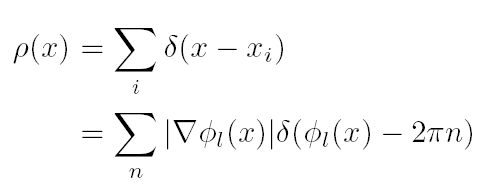 ρ(x) = ∑_i δ(x − x_i)
= ∑_n |∇ϕ_l(x)|δ(ϕ_l(x) − 2πn)